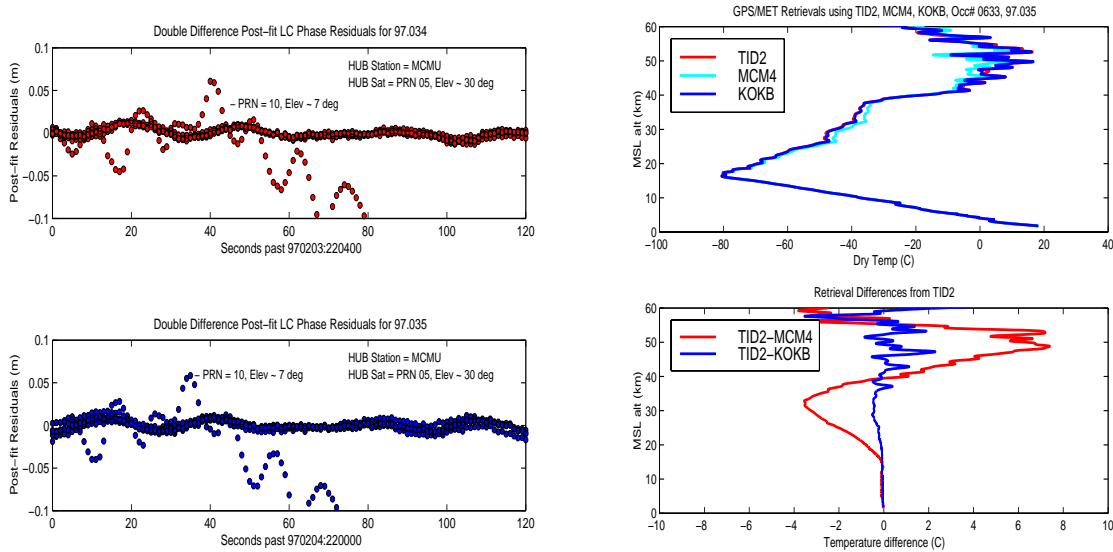 Double Difference Post-fit LC Phase Residuals for 97.034
HUB Station = MCMU
HUB Sat = PRN 05, Elev ~ 30 deg
- PRN = 10, Elev ~ 7 deg
Post-fit Residuals (m)
0.1
0.05
0
-0.05
-0.1
0 20 40 60 80 100 120
Seconds past 970203:220400
GPS/MET Retrievals using TID2, MCM4, KOKB, Occ# 0633, 97.035
TID2
MCM4
KOKB
MSL alt (km)
60
50
40
30
20
10
0
-100 -80 -60 -40 -20 0 20 40
Dry Temp (C)
Double Difference Post-fit LC Phase Residuals for 97.035
HUB Station = MCMU
HUB Sat = PRN 05, Elev ~ 30 deg
- PRN = 10, Elev ~ 7 deg
Post-fit Residuals (m)
0.1
0.05
0
-0.05
-0.1
0 20 40 60 80 100 120
Seconds past 970204:220000
Retrieval Differences from TID2
TID2-MCM4
TID2-KOKB
MSL alt (km)
60
50
40
30
20
10
0
-10 -8 -6 -4 -2 0 2 4 6 8 10
Temperature difference (C)